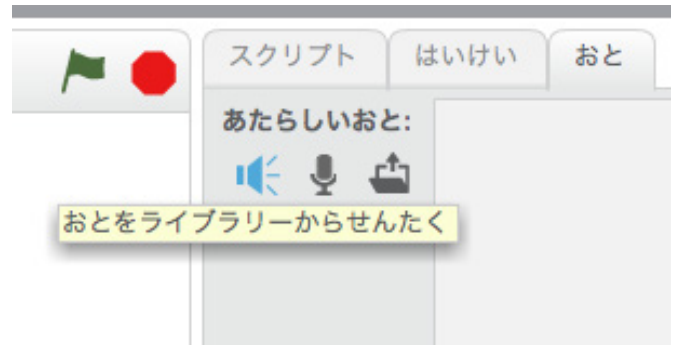 スクリプト
はいけい
おと
あたらしいおと:
おとをライブラリーからせんたく